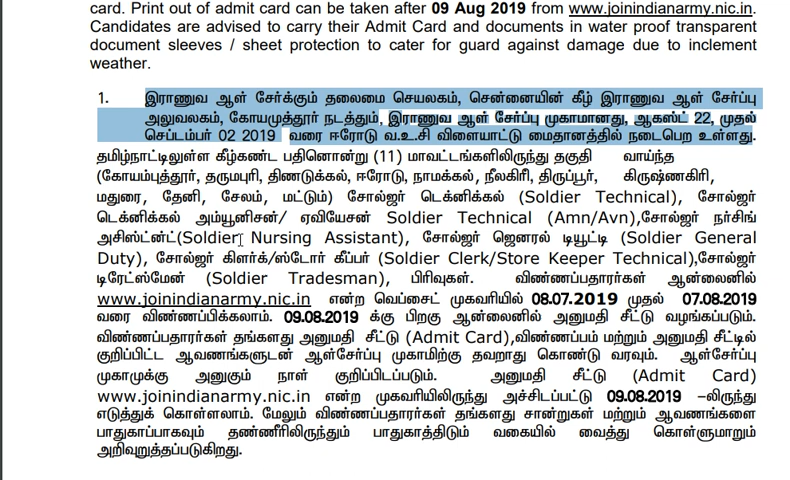 card. Print out of admit card can be taken after 09 Aug 2019 from www.joinindianarmy.nic.in.
Candidates are advised to carry their Admit Card and documents in water proof transparent
document sleeves / sheet protection to cater for guard against damage due to inclement
weather.
1. இராணுவ ஆள் சேர்க்கும் தலைமை செயலகம், சென்னையின் கீழ் இராணுவ ஆள் சேர்ப்பு
அலுவலகம், கோயமுத்தூர் நடத்தும், இராணுவ ஆள் சேர்ப்பு முகாமானது, ஆகஸ்ட் 22, முதல்
செப்டம்பர் 02 2019 வரை ஈரோடு வ.உ.சி விளையாட்டு மைதானத்தில் நடைபெற உள்ளது.
தமிழ்நாட்டிலுள்ள கீழ்கண்ட பதினொன்று (11) மாவட்டங்களிலிருந்து தகுதி வாய்ந்த
(கோயம்புத்தூர், தருமபுரி, திண்டுக்கல், ஈரோடு, நாமக்கல், நீலகிரி, திருப்பூர், கிருஷ்ணகிரி,
மதுரை, தேனி, சேலம், மட்டும்) சோல்ஜர் டெக்னிக்கல் (Soldier Technical), சோல்ஜர்
டெக்னிக்கல் அம்யூனிசன்/ ஏவியேசன் Soldier Technical (Amn/Avn),சோல்ஜர் நர்சிங்
அசிஸ்ட்ன்ட்(Soldier Nursing Assistant), சோல்ஜர் ஜெனரல் டியூட்டி (Soldier General
Duty), சோல்ஜர் கிளர்க்/ஸ்டோர் கீப்பர் (Soldier Clerk/Store Keeper Technical),சோல்ஜர்
டிரேட்ஸ்மேன் (Soldier Tradesman), பிரிவுகள். விண்ணப்பதாரர்கள் ஆன்லைனில்
www.joinindianarmy.nic.in என்ற வெப்சைட் முகவரியில் 08.07.2019 முதல் 07.08.2019
வரை விண்ணப்பிக்கலாம். 09.08.2019 க்கு பிறகு ஆன்லைனில் அனுமதி சீட்டு வழங்கப்படும்.
விண்ணப்பதாரர்கள் தங்களது அனுமதி சீட்டு (Admit Card),விண்ணப்பம் மற்றும் அனுமதி சீட்டில்
குறிப்பிட்ட ஆவணங்களுடன் ஆள்சேர்ப்பு முகாமிற்கு தவறாது கொண்டு வரவும். ஆள்சேர்ப்பு
முகாமுக்கு அனுகும் நாள் குறிப்பிடப்படும். அனுமதி சீட்டு (Admit Card)
www.joinindianarmy.nic.in என்ற முகவரியிலிருந்து அச்சிடப்பட்டு 09.08.2019 –லிருந்து
எடுத்துக் கொள்ளலாம். மேலும் விண்ணப்பதாரர்கள் தங்களது சான்றுகள் மற்றும் ஆவணங்களை
பாதுகாப்பாகவும் தண்ணீரிலிருந்தும் பாதுகாத்திடும் வகையில் வைத்து கொள்ளுமாறும்
அறிவுறுத்தப்படுகிறது.